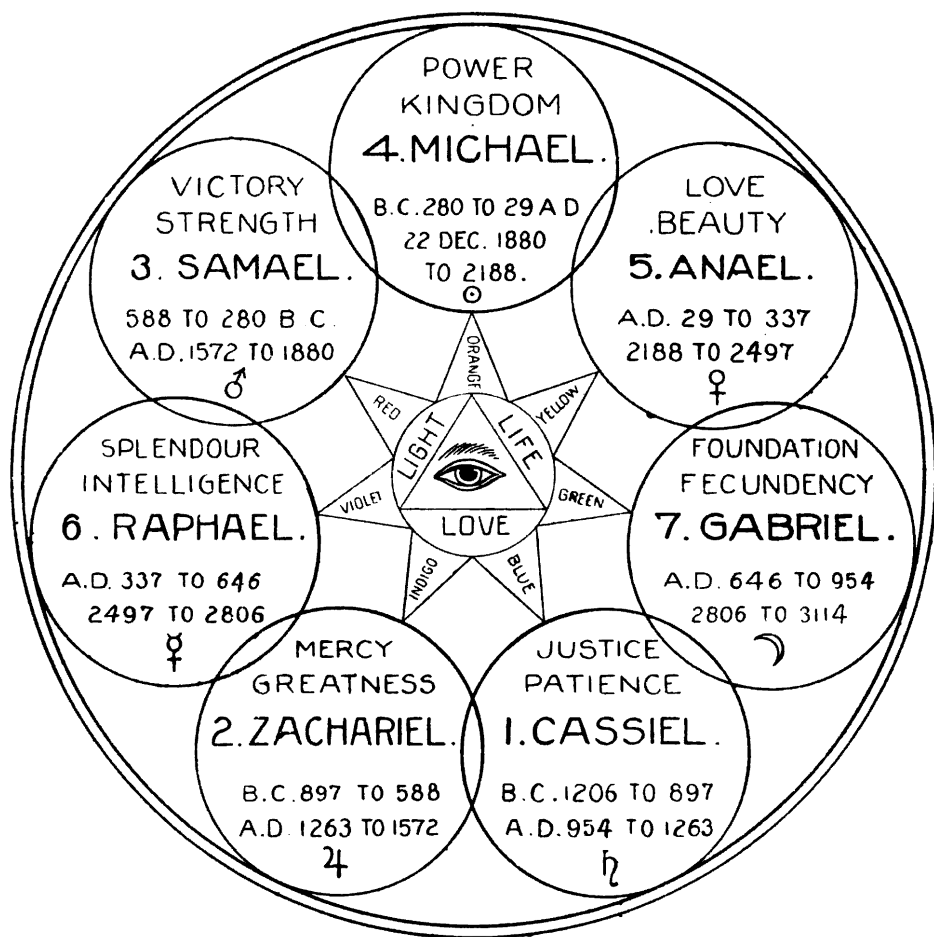 POWER
KINGDOM
4. MICHAEL.
B.C. 280 TO 29 A D
22 DEC. 1880
TO 2188.
VICTORY
STRENGTH
3. SAMAEL.
588 TO 280 B C.
A.D. 1572 TO 1880
LOVE
.BEAUTY
5. ANAEL.
A.D. 29 TO 337
2188 TO 2497
SPLENDOUR
INTELLIGENCE
6. RAPHAEL.
A.D. 337 TO 646
2497 TO 2806
FOUNDATION
FECUNDENCY
7. GABRIEL.
A.D. 646 TO 954
2806 TO 3114
MERCY
GREATNESS
2. ZACHARIEL.
B.C. 897 TO 588
A.D. 1263 TO 1572
JUSTICE
PATIENCE
1. CASSIEL.
B.C. 1206 TO 897
A.D. 954 TO 1263
ORANGE
YELLOW
GREEN
BLUE
INDIGO
VIOLET
RED
LIGHT
LIFE
LOVE